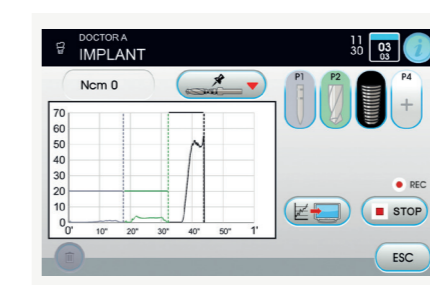 DOCTOR A
IMPLANT
11
30
03
03
i
Ncm 0
P1
P2
P4
+
70
60
50
40
30
20
10
0
0' 10" 20" 30" 40" 50" 1'
REC
STOP
ESC